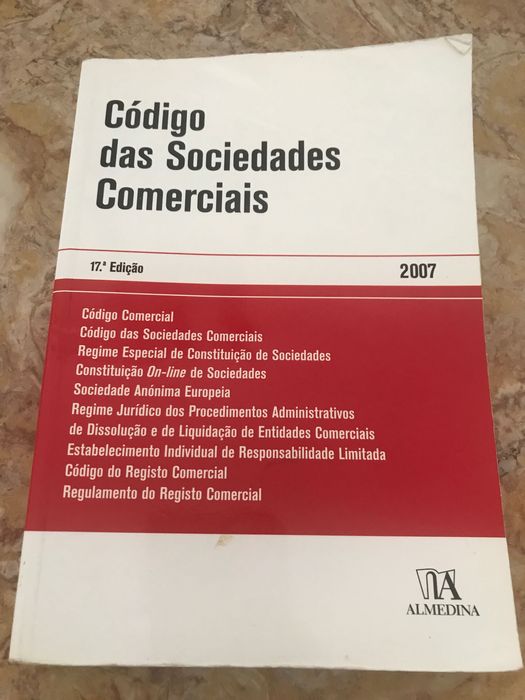 Código
das Sociedades
Comerciais
17.ª Edição 2007
Código Comercial
Código das Sociedades Comerciais
Regime Especial de Constituição de Sociedades
Constituição On-line de Sociedades
Sociedade Anónima Europeia
Regime Jurídico dos Procedimentos Administrativos
de Dissolução e de Liquidação de Entidades Comerciais
Estabelecimento Individual de Responsabilidade Limitada
Código do Registo Comercial
Regulamento do Registo Comercial
ALMEDINA